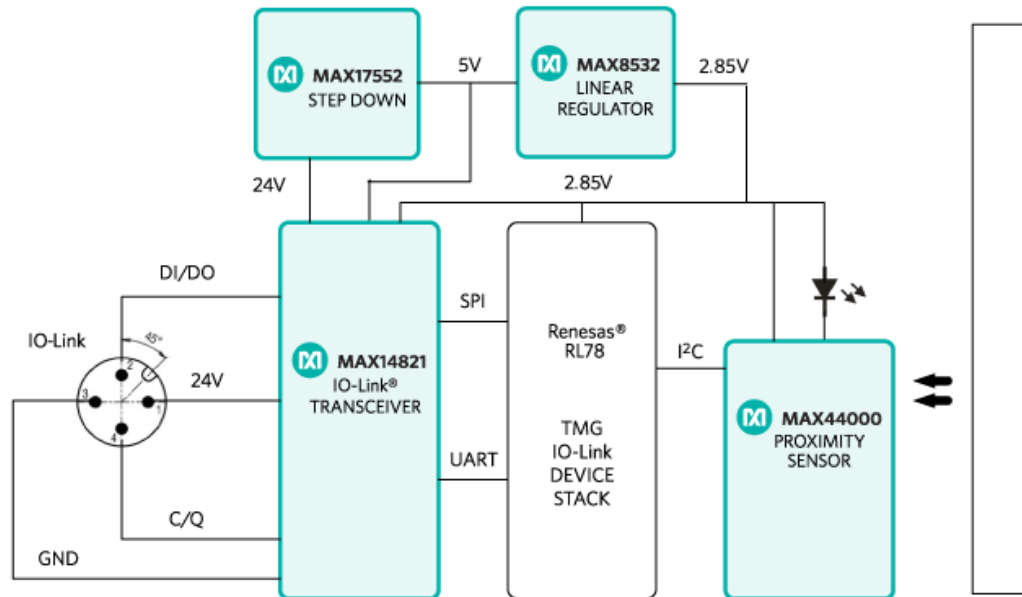 MAX17552
STEP DOWN
5V
MAX8532
LINEAR
REGULATOR
2.85V
24V
2.85V
DI/DO
IO-Link
45°
2
3
1
4
24V
C/Q
GND
MAX14821
IO-Link®
TRANSCEIVER
SPI
UART
Renesas®
RL78
TMG
IO-Link
DEVICE
STACK
I²C
MAX44000
PROXIMITY
SENSOR